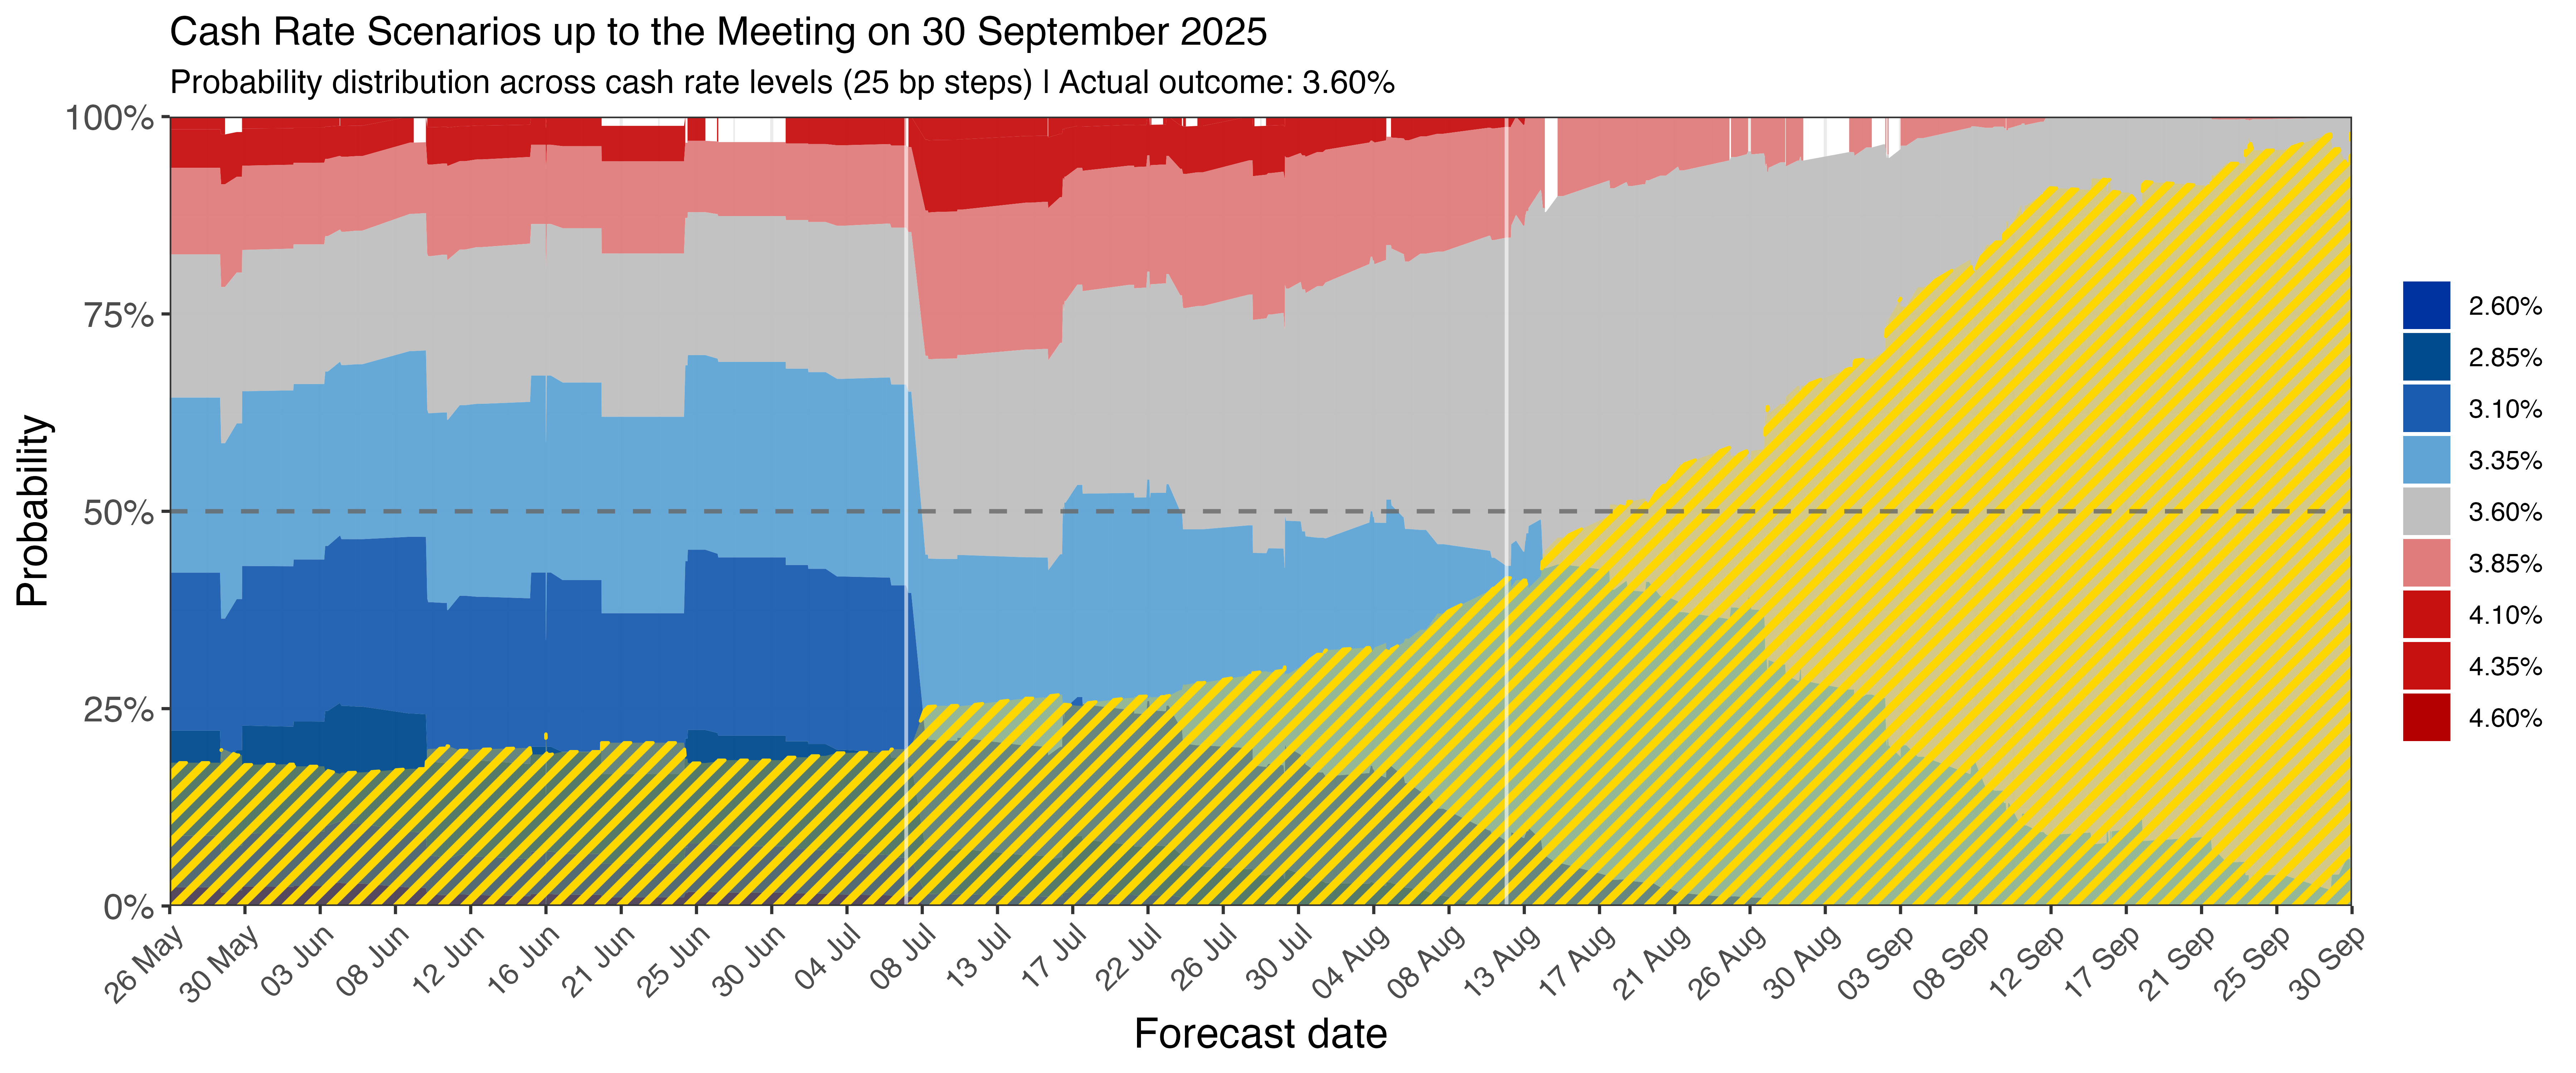 Cash Rate Scenarios up to the Meeting on 30 September 2025
Probability distribution across cash rate levels (25 bp steps) | Actual outcome: 3.60%
100%
75%
50%
25%
0%
Probability
26 May
30 May
03 Jun
08 Jun
12 Jun
16 Jun
21 Jun
25 Jun
30 Jun
04 Jul
08 Jul
13 Jul
17 Jul
22 Jul
26 Jul
30 Jul
04 Aug
08 Aug
13 Aug
17 Aug
21 Aug
26 Aug
30 Aug
03 Sep
08 Sep
12 Sep
17 Sep
21 Sep
25 Sep
30 Sep
Forecast date
2.60%
2.85%
3.10%
3.35%
3.60%
3.85%
4.10%
4.35%
4.60%